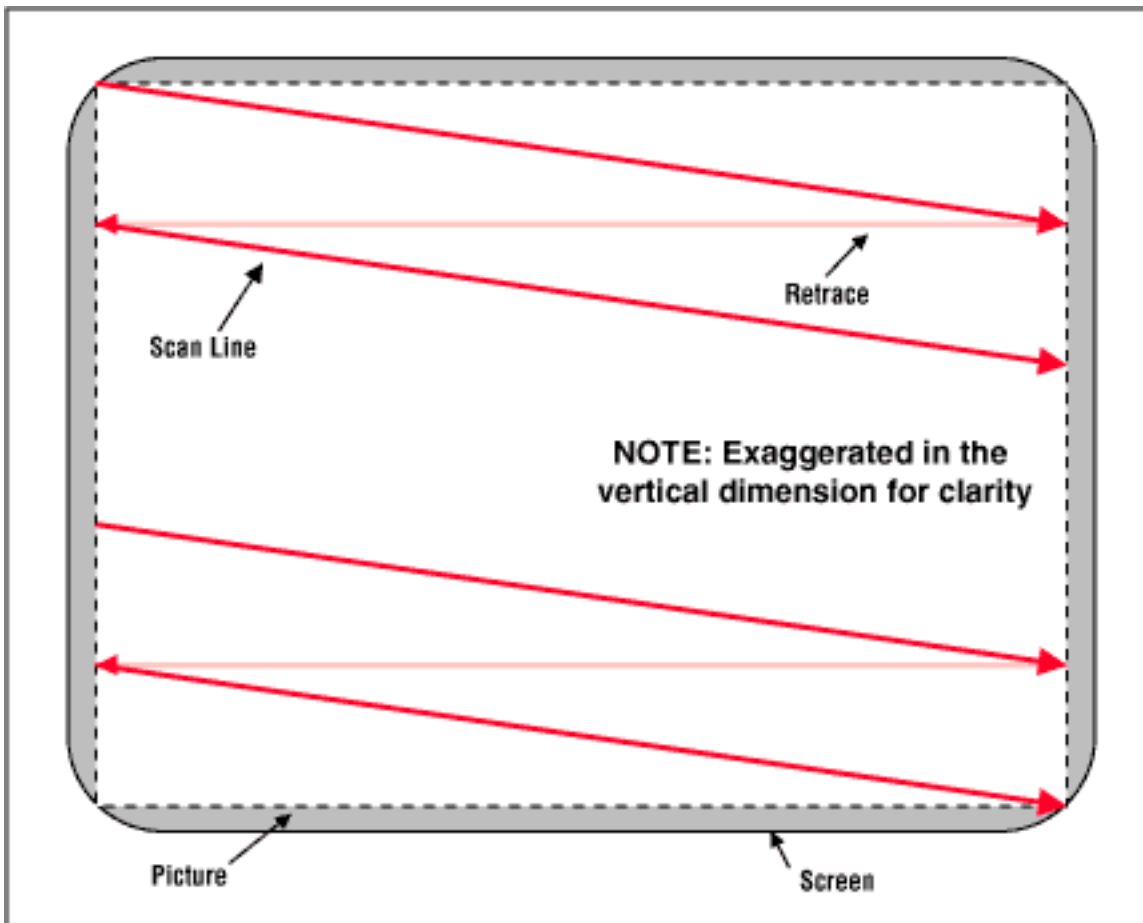 Retrace
Scan Line
NOTE: Exaggerated in the
vertical dimension for clarity
Picture
Screen